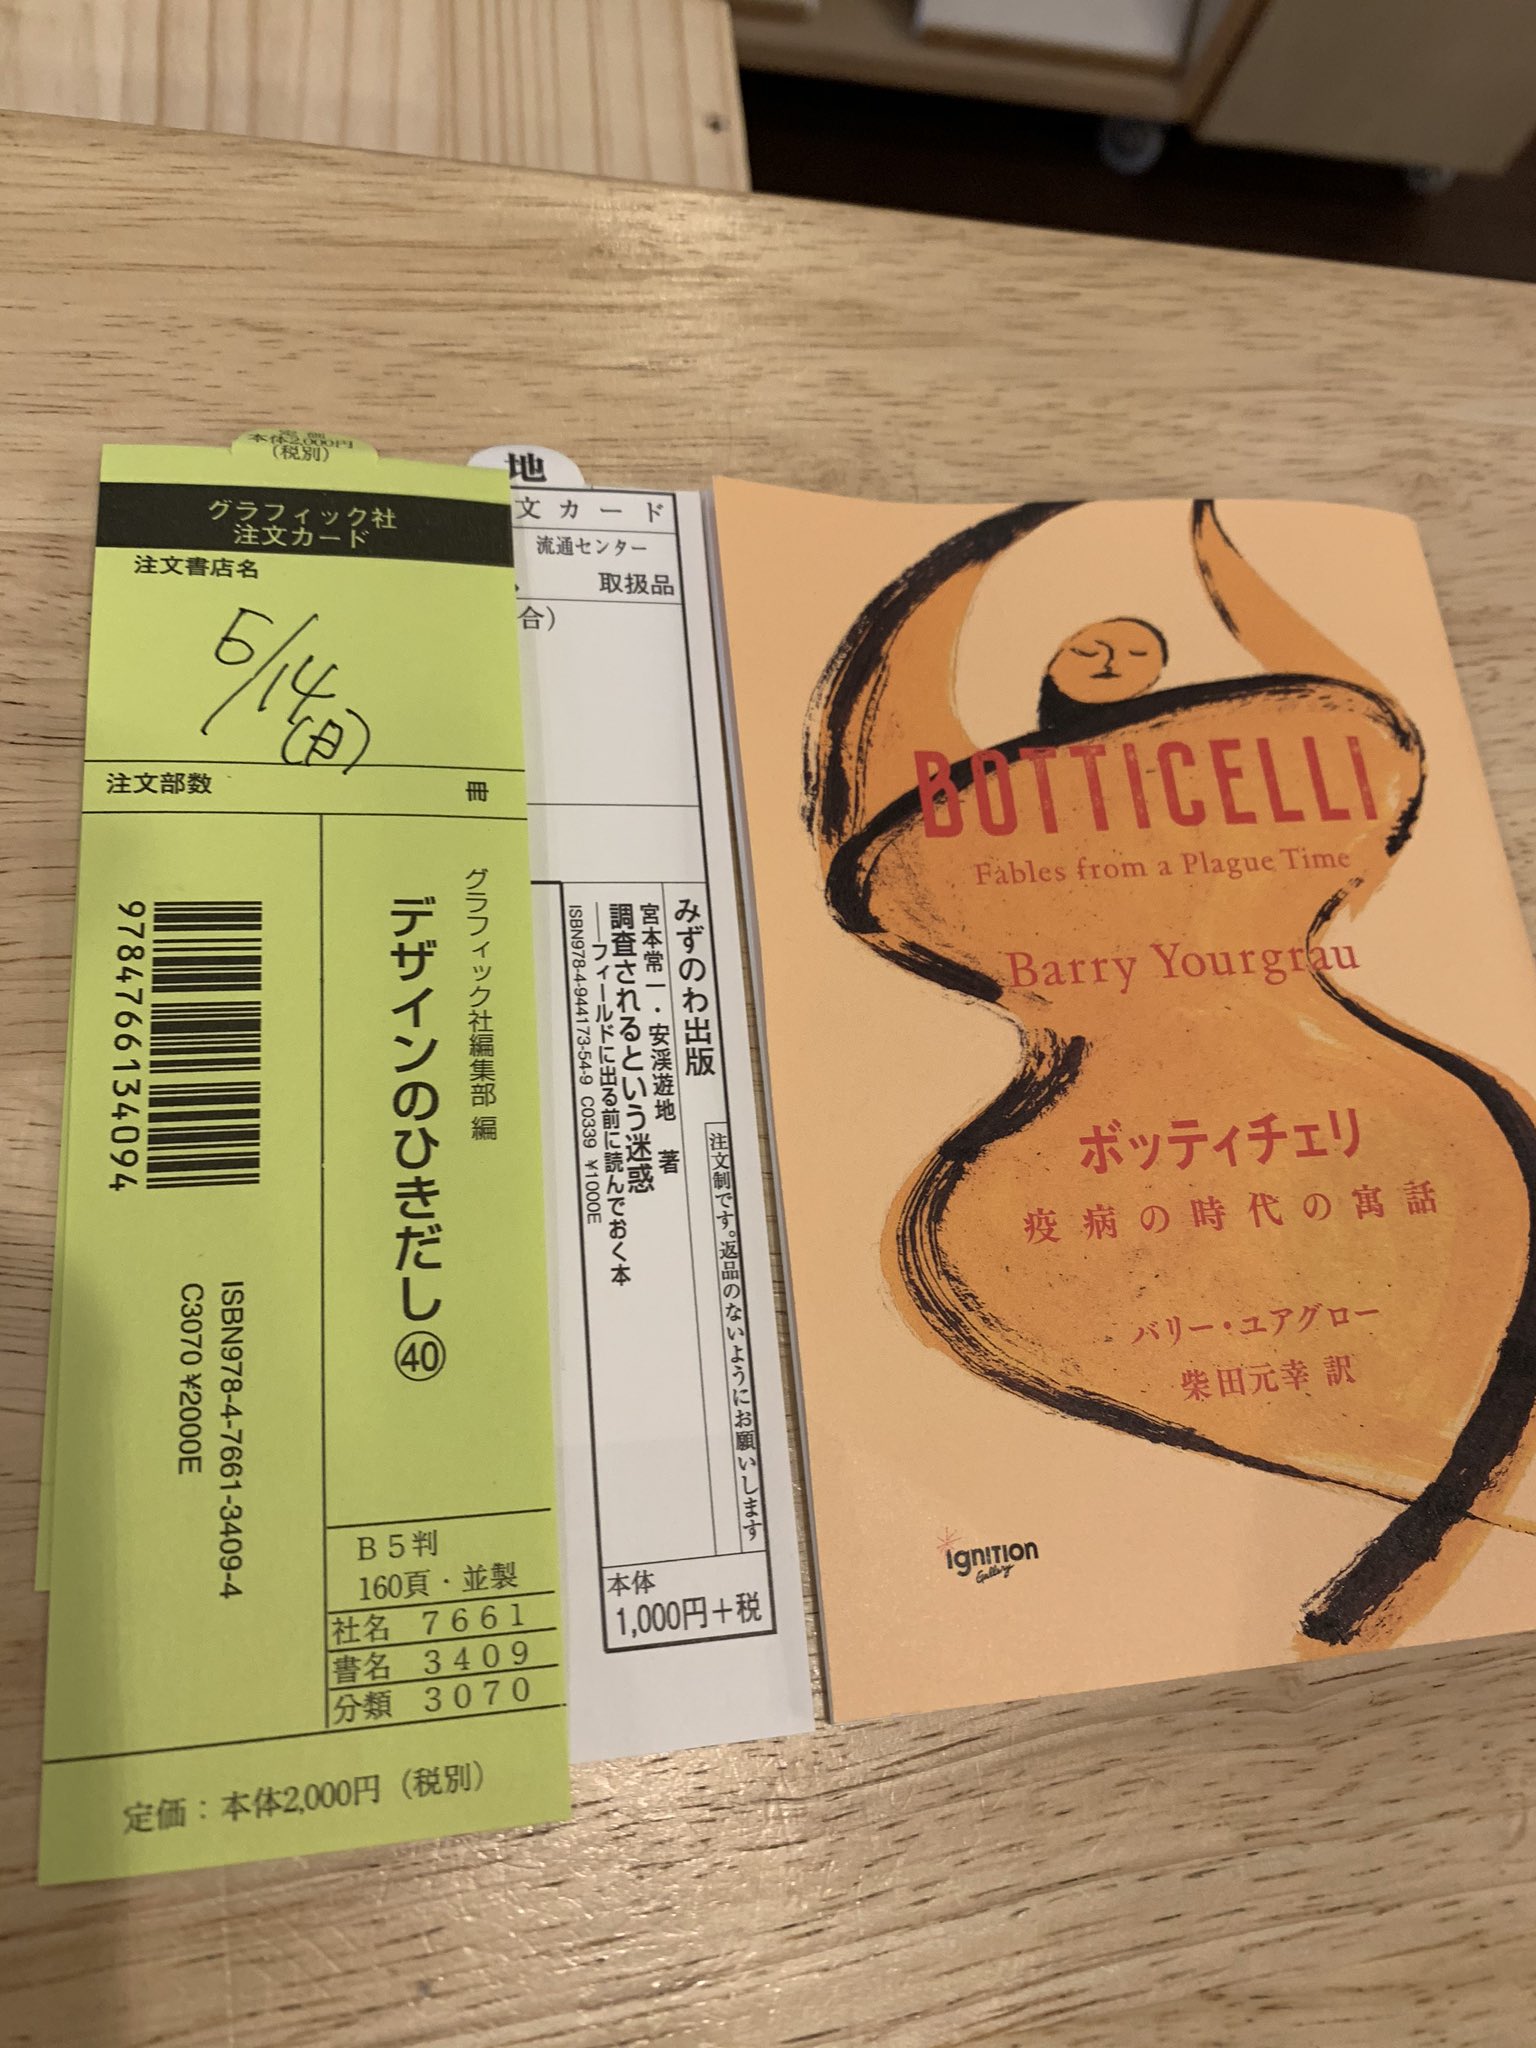 定価
本体2,000円
(税別)
グラフィック社
注文カード
注文書店名
6/14
(日)
注文部数
冊
グラフィック社編集部 編
デザインのひきだし㊵
9784766134094
ISBN978-4-7661-3409-4
C3070 ¥2000E
B5判
160頁・並製
社名 7661
書名 3409
分類 3070
定価：本体2,000円（税別）
地
文カード
流通センター
取扱品
合）
みずのわ出版
宮本常一・安渓遊地 著
調査されるという迷惑
──フィールドに出る前に読んでおく本
ISBN978-4-944173-54-9 C0339 ¥1000E
注文制です。返品のないようにお願いします
本体
1,000円＋税
BOTTICELLI
Fables from a Plague Time
Barry Yourgrau
ボッティチェリ
疫病の時代の寓話
バリー・ユアグロー
柴田元幸 訳
IGNITION
Gallery